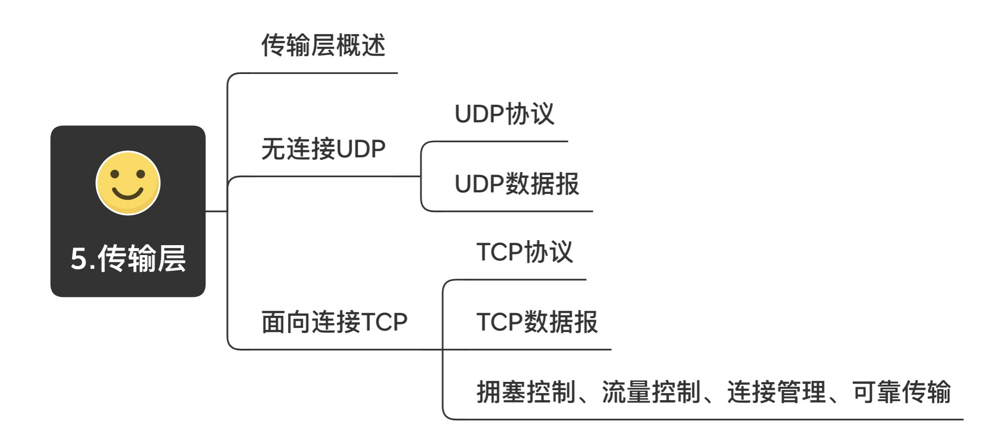 传输层概述
UDP协议
无连接UDP
UDP数据报
TCP协议
5.传输层
面向连接TCP
TCP数据报
拥塞控制、流量控制、连接管理、可靠传输